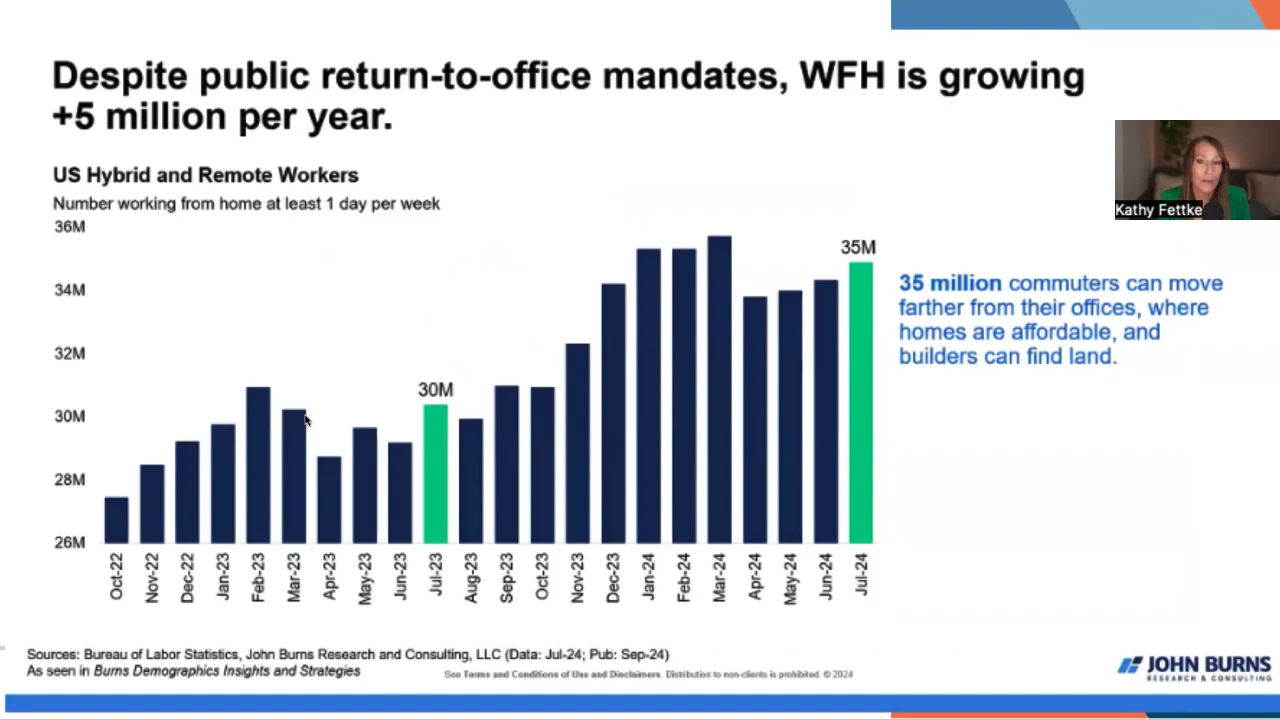 Despite public return-to-office mandates, WFH is growing
+5 million per year.
Kathy Fettke
US Hybrid and Remote Workers
Number working from home at least 1 day per week
36M
34M
32M
30M
28M
26M
30M
35M
35 million commuters can move
farther from their offices, where
homes are affordable, and
builders can find land.
Oct-22
Nov-22
Dec-22
Jan-23
Feb-23
Mar-23
Apr-23
May-23
Jun-23
Jul-23
Aug-23
Sep-23
Oct-23
Nov-23
Dec-23
Jan-24
Feb-24
Mar-24
Apr-24
May-24
Jun-24
Jul-24
Sources: Bureau of Labor Statistics, John Burns Research and Consulting, LLC (Data: Jul-24; Pub: Sep-24)
As seen in Burns Demographics Insights and Strategies
See Terms and Conditions of Use and Disclaimers. Distribution to non-clients is prohibited. © 2024
JOHN BURNS
RESEARCH & CONSULTING